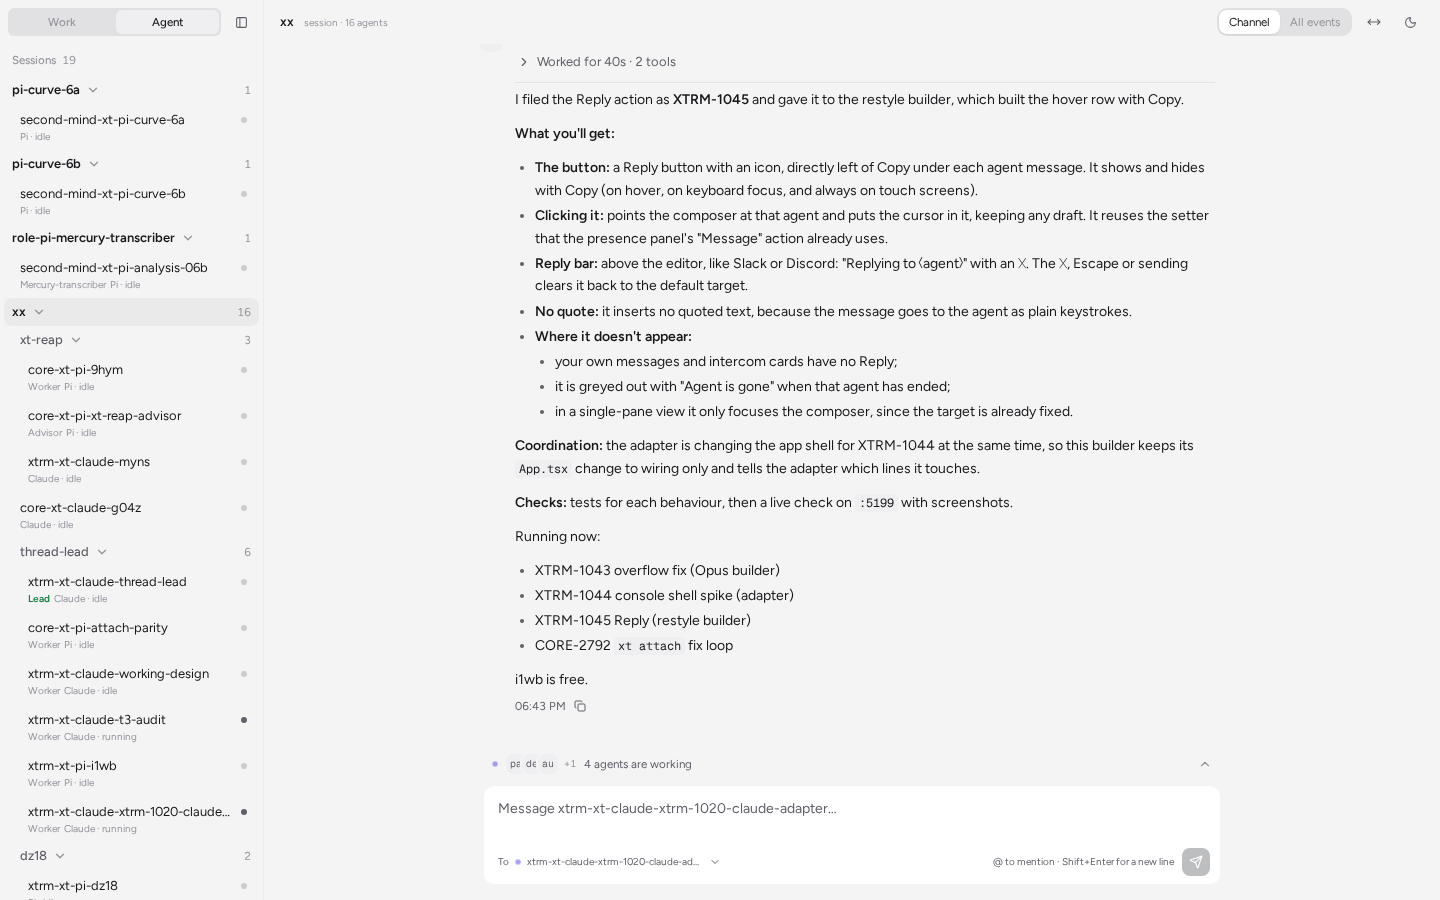 Work
Agent
Sessions 19
pi-curve-6a 1
second-mind-xt-pi-curve-6a
Pi · idle
pi-curve-6b 1
second-mind-xt-pi-curve-6b
Pi · idle
role-pi-mercury-transcriber 1
second-mind-xt-pi-analysis-06b
Mercury-transcriber Pi · idle
xx 16
xt-reap 3
core-xt-pi-9hym
Worker Pi · idle
core-xt-pi-xt-reap-advisor
Advisor Pi · idle
xtrm-xt-claude-myns
Claude · idle
core-xt-claude-g04z
Claude · idle
thread-lead 6
xtrm-xt-claude-thread-lead
Lead Claude · idle
core-xt-pi-attach-parity
Worker Pi · idle
xtrm-xt-claude-working-design
Worker Claude · idle
xtrm-xt-claude-t3-audit
Worker Claude · running
xtrm-xt-pi-i1wb
Worker Pi · idle
xtrm-xt-claude-xtrm-1020-claude...
Worker Claude · running
dz18 2
xtrm-xt-pi-dz18
xx session · 16 agents
Channel
All events
Worked for 40s · 2 tools
I filed the Reply action as XTRM-1045 and gave it to the restyle builder, which built the hover row with Copy.
What you'll get:
• The button: a Reply button with an icon, directly left of Copy under each agent message. It shows and hides
with Copy (on hover, on keyboard focus, and always on touch screens).
• Clicking it: points the composer at that agent and puts the cursor in it, keeping any draft. It reuses the setter
that the presence panel's "Message" action already uses.
• Reply bar: above the editor, like Slack or Discord: "Replying to ⟨agent⟩" with an ╳. The ╳, Escape or sending
clears it back to the default target.
• No quote: it inserts no quoted text, because the message goes to the agent as plain keystrokes.
• Where it doesn't appear:
• your own messages and intercom cards have no Reply;
• it is greyed out with "Agent is gone" when that agent has ended;
• in a single-pane view it only focuses the composer, since the target is already fixed.
Coordination: the adapter is changing the app shell for XTRM-1044 at the same time, so this builder keeps its
App.tsx change to wiring only and tells the adapter which lines it touches.
Checks: tests for each behaviour, then a live check on :5199 with screenshots.
Running now:
• XTRM-1043 overflow fix (Opus builder)
• XTRM-1044 console shell spike (adapter)
• XTRM-1045 Reply (restyle builder)
• CORE-2792 xt attach fix loop
i1wb is free.
06:43 PM
pa de au +1 4 agents are working
Message xtrm-xt-claude-xtrm-1020-claude-adapter...
To xtrm-xt-claude-xtrm-1020-claude-ad...
@ to mention · Shift+Enter for a new line